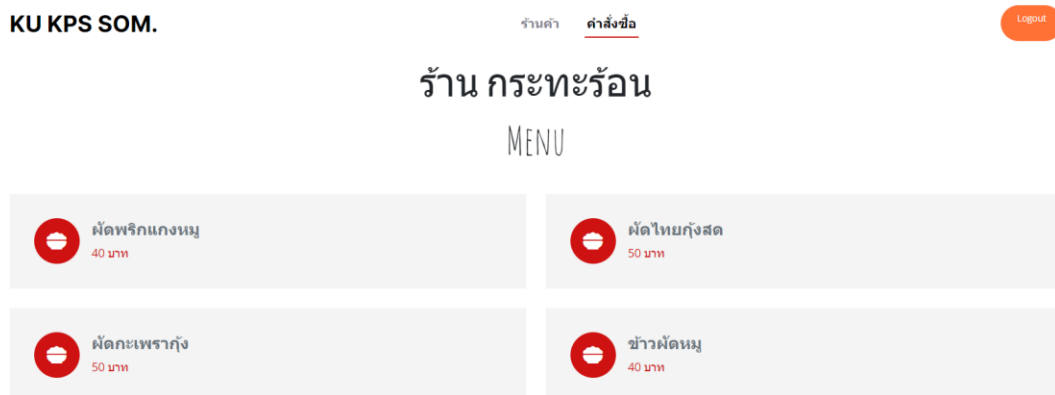 KU KPS SOM.
ร้านค้า คำสั่งซื้อ
Logout
ร้าน กระทะร้อน
MENU
ผัดพริกแกงหมู
40 บาท
ผัดไทยกุ้งสด
50 บาท
ผัดกะเพรากุ้ง
50 บาท
ข้าวผัดหมู
40 บาท